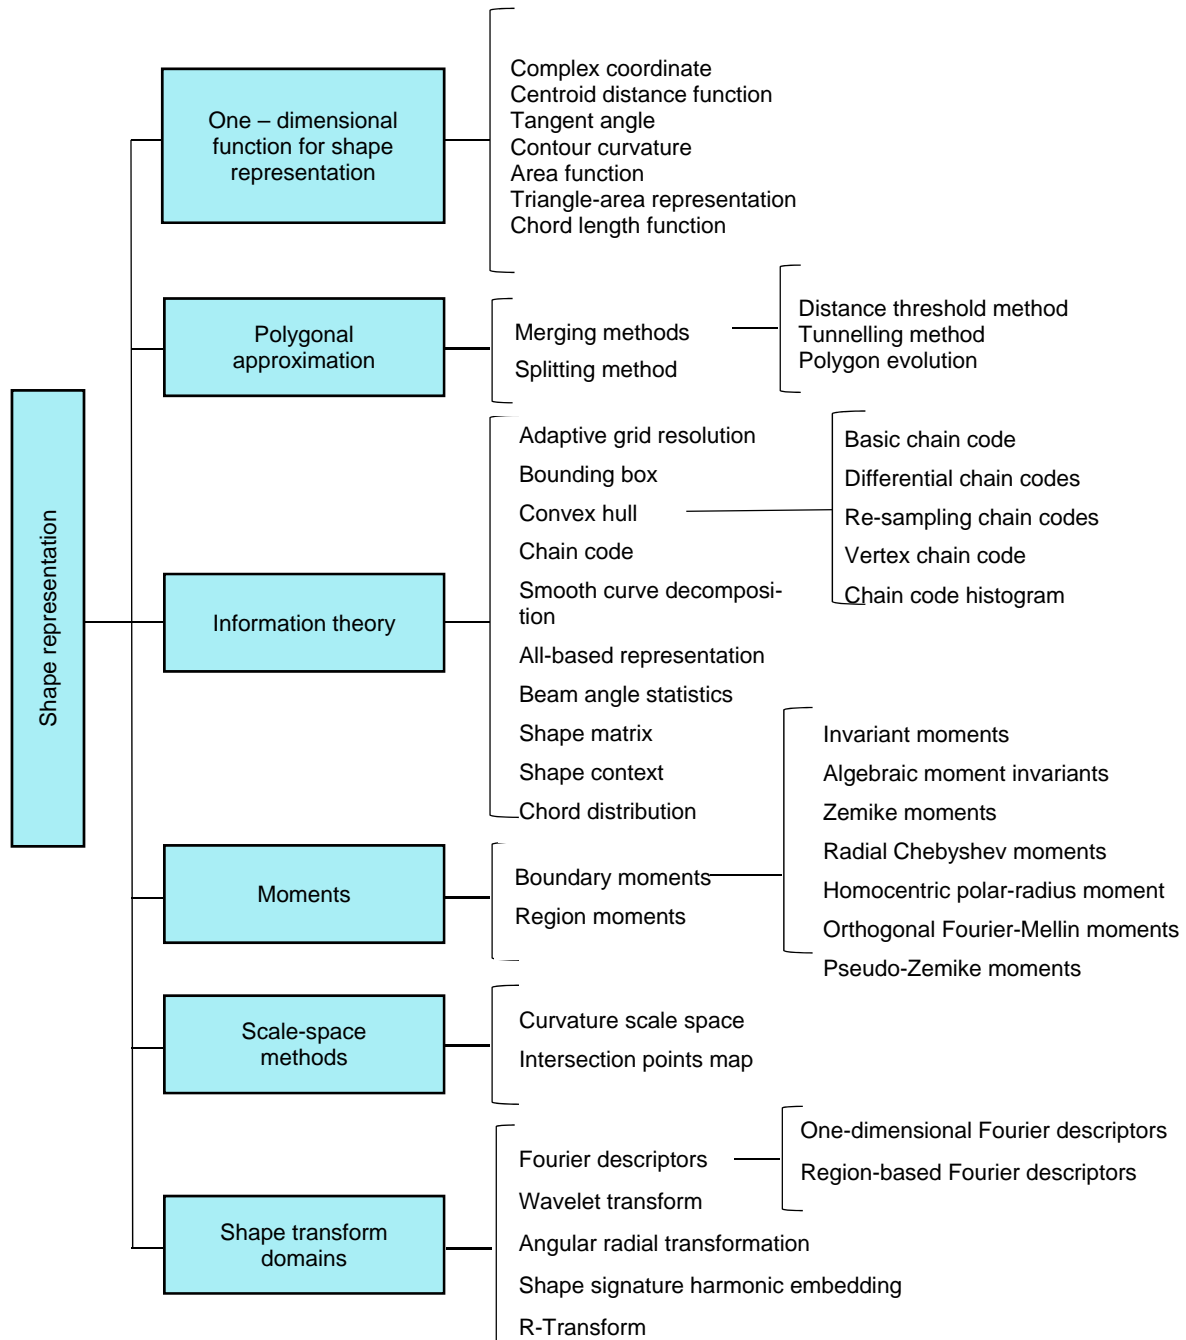 Shape representation
One – dimensional
function for shape
representation
Complex coordinate
Centroid distance function
Tangent angle
Contour curvature
Area function
Triangle-area representation
Chord length function
Polygonal
approximation
Merging methods
Splitting method
Distance threshold method
Tunnelling method
Polygon evolution
Information theory
Adaptive grid resolution
Bounding box
Convex hull
Chain code
Smooth curve decomposi-
tion
All-based representation
Beam angle statistics
Shape matrix
Shape context
Chord distribution
Basic chain code
Differential chain codes
Re-sampling chain codes
Vertex chain code
Chain code histogram
Moments
Boundary moments
Region moments
Invariant moments
Algebraic moment invariants
Zemike moments
Radial Chebyshev moments
Homocentric polar-radius moment
Orthogonal Fourier-Mellin moments
Pseudo-Zemike moments
Scale-space
methods
Curvature scale space
Intersection points map
Shape transform
domains
Fourier descriptors
Wavelet transform
Angular radial transformation
Shape signature harmonic embedding
R-Transform
One-dimensional Fourier descriptors
Region-based Fourier descriptors